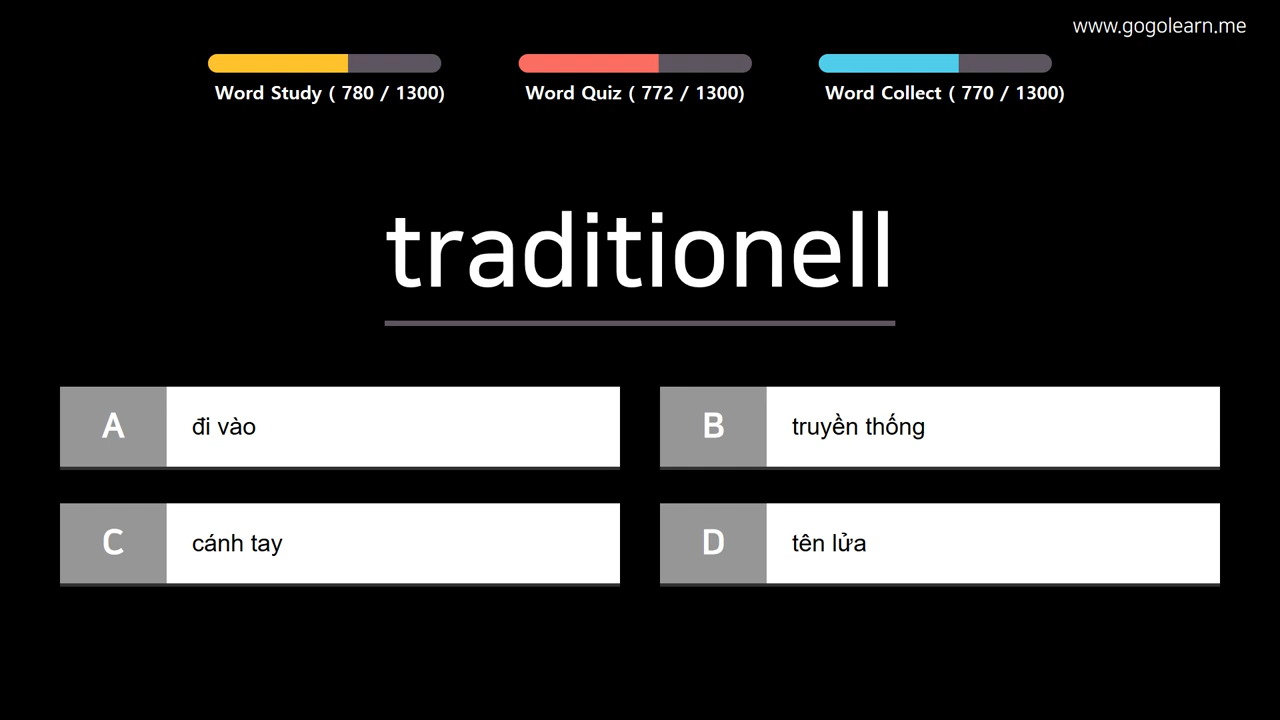 www.gogolearn.me
Word Study ( 780 / 1300)
Word Quiz ( 772 / 1300)
Word Collect ( 770 / 1300)
traditionell
A đi vào
B truyền thống
C cánh tay
D tên lửa